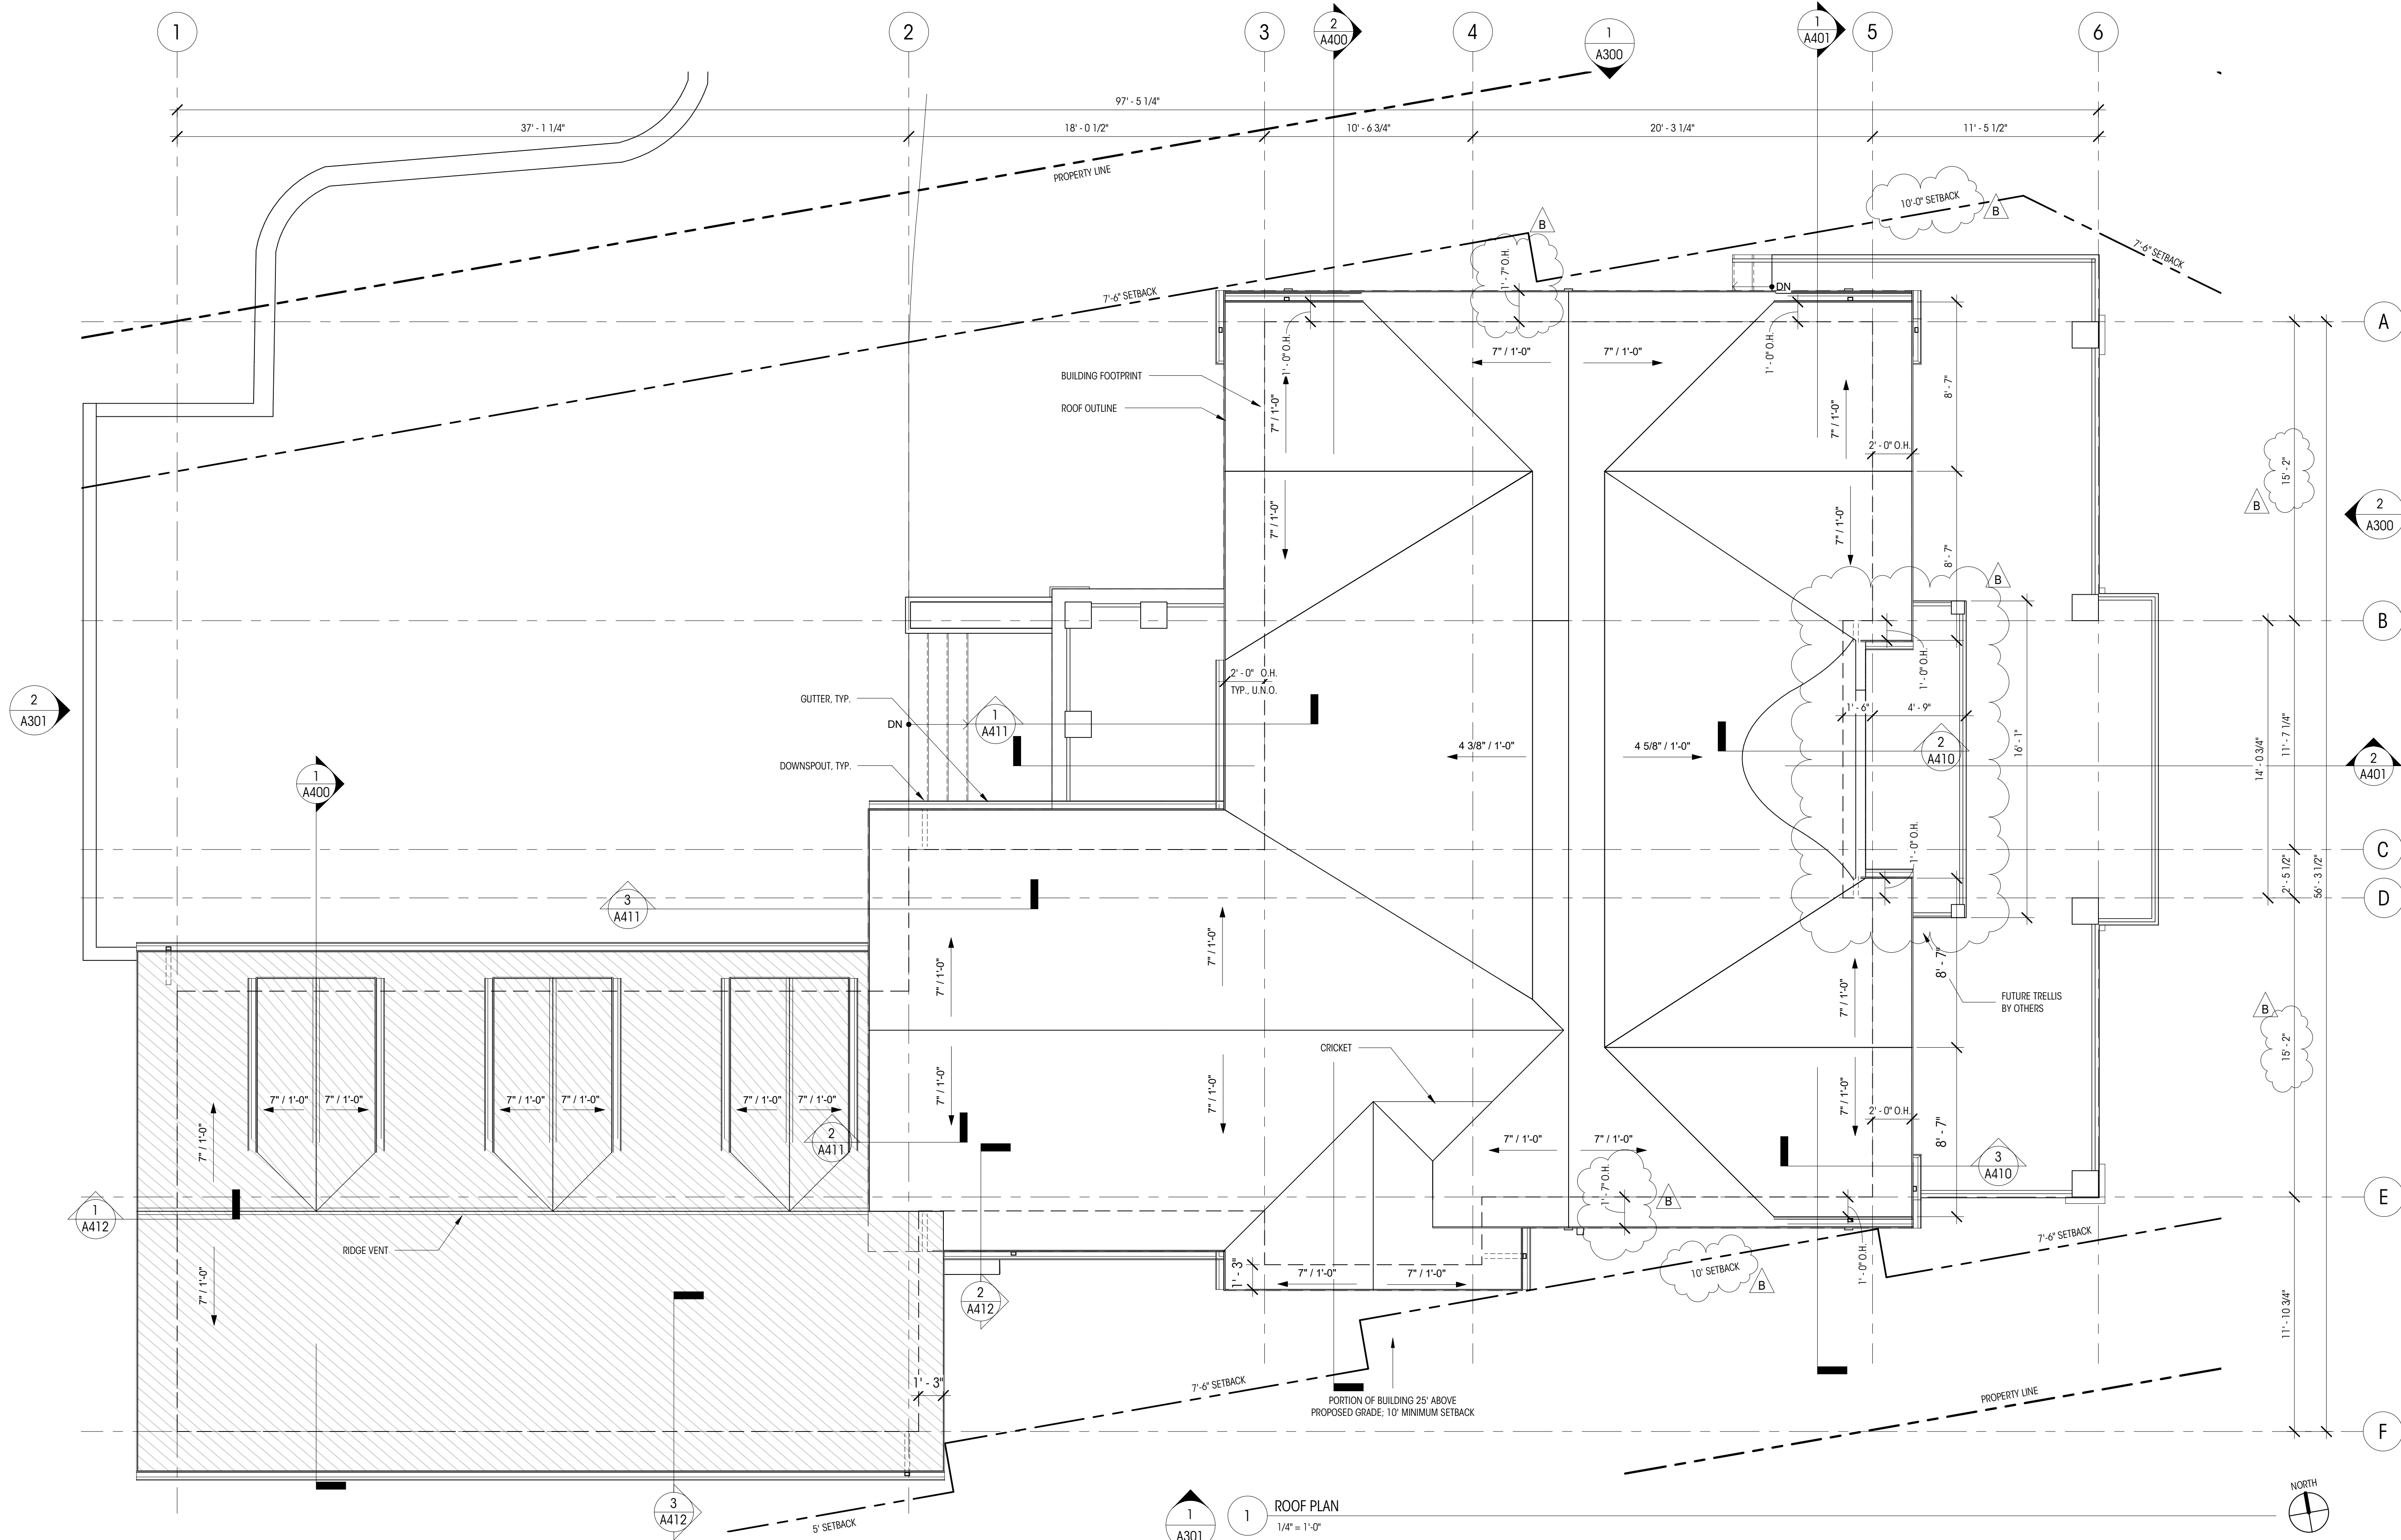 1
2
3
2
A400
4
1
A300
1
A401
5
6
97' - 5 1/4"
37' - 1 1/4"
18' - 0 1/2"
10' - 6 3/4"
20' - 3 1/4"
11' - 5 1/2"
PROPERTY LINE
10'-0" SETBACK
B
B
7'-6" SETBACK
1' - 7" O.H.
7'-6" SETBACK
DN
A
1' - 0" O.H.
7" / 1'-0"
7" / 1'-0"
1' - 0" O.H.
BUILDING FOOTPRINT
ROOF OUTLINE
7" / 1'-0"
7" / 1'-0"
8' - 7"
2' - 0" O.H.
15' - 2"
B
2
A300
7" / 1'-0"
7" / 1'-0"
8' - 7"
B
B
2' - 0" O.H.
TYP., U.N.O.
1' - 0" O.H.
GUTTER, TYP.
DN
1
A411
2
A301
1' - 6"
4' - 9"
4 3/8" / 1'-0"
4 5/8" / 1'-0"
2
A410
16' - 1"
14' - 0 3/4"
11' - 7 1/4"
2
A401
DOWNSPOUT, TYP.
1
A400
1' - 0" O.H.
C
2' - 5 1/2"
56' - 3 1/2"
D
3
A411
7" / 1'-0"
7" / 1'-0"
8' - 7"
7" / 1'-0"
FUTURE TRELLIS
BY OTHERS
B
15' - 2"
CRICKET
7" / 1'-0"
7" / 1'-0"
7" / 1'-0"
2' - 0" O.H.
8' - 7"
7" / 1'-0"
7" / 1'-0"
7" / 1'-0"
7" / 1'-0"
7" / 1'-0"
7" / 1'-0"
7" / 1'-0"
2
A411
7" / 1'-0"
7" / 1'-0"
3
A410
1' - 7" O.H.
B
E
1
A412
RIDGE VENT
7" / 1'-0"
1' - 3"
7" / 1'-0"
7" / 1'-0"
10' SETBACK
B
1' - 0" O.H.
7'-6" SETBACK
2
A412
11' - 10 3/4"
1' - 3"
7'-6" SETBACK
PORTION OF BUILDING 25' ABOVE
PROPOSED GRADE; 10' MINIMUM SETBACK
PROPERTY LINE
F
3
A412
5' SETBACK
1
A301
1
ROOF PLAN
1/4" = 1'-0"
NORTH